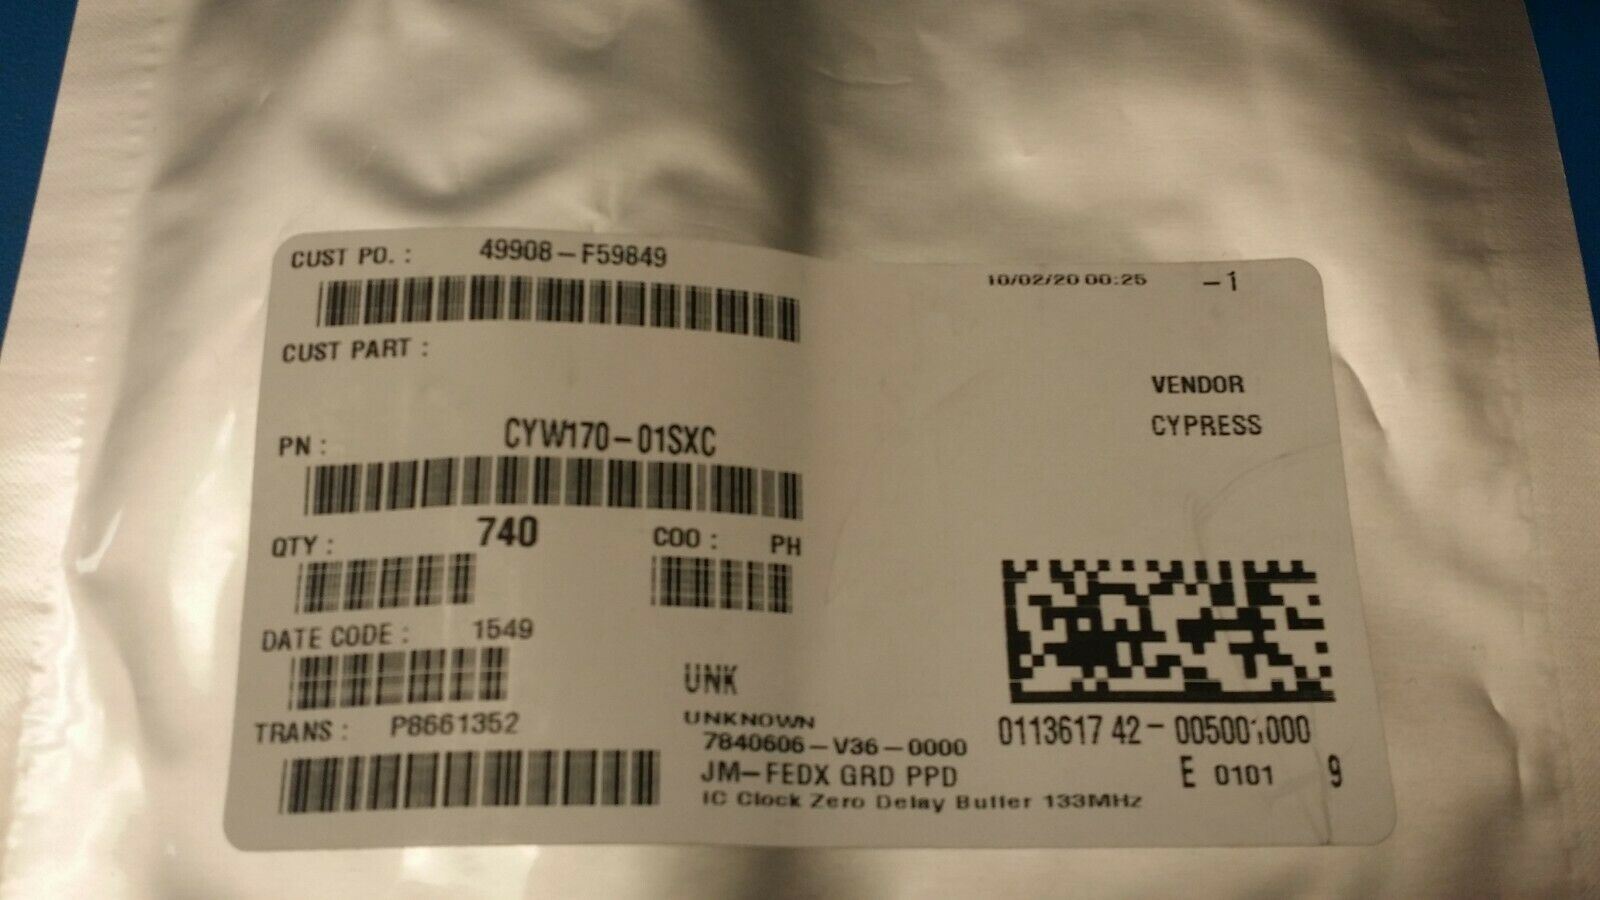 CUST PO. : 49908-F59849
10/02/20 00:25 -1
CUST PART :
VENDOR
CYPRESS
PN : CYW170-01SXC
QTY : 740 COO : PH
DATE CODE : 1549
UNK
TRANS : P8661352
UNKNOWN
7840606-V36-0000
JM-FEDX GRD PPD
IC Clock Zero Delay Buffer 133MHz
0113617 42-00500
E 0101 9